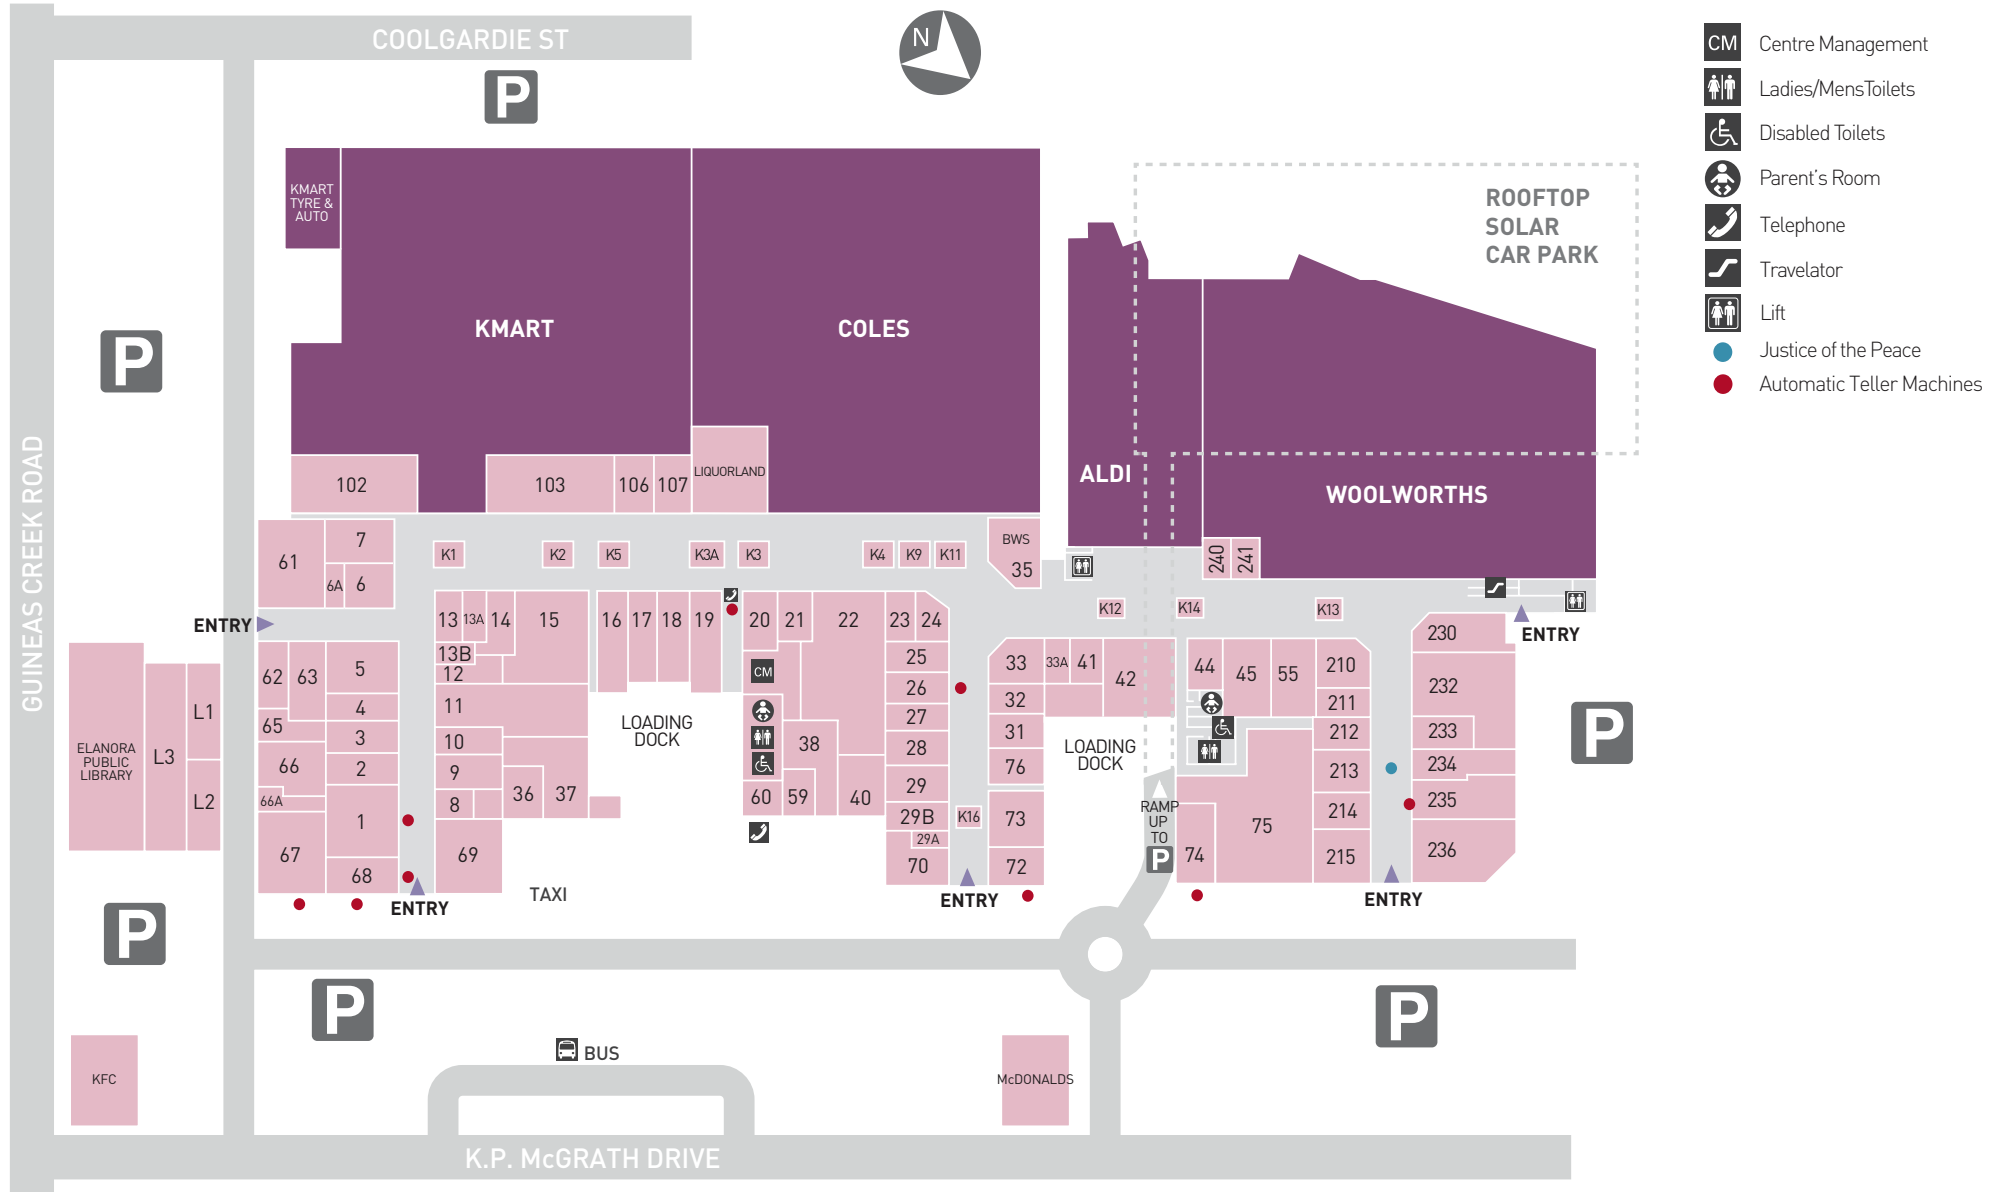 COOLGARDIE ST
N
P
CM Centre Management
Ladies/MensToilets
Disabled Toilets
Parent's Room
Telephone
Travelator
Lift
Justice of the Peace
Automatic Teller Machines
KMART
TYRE &
AUTO
ROOFTOP
SOLAR
CAR PARK
KMART
COLES
P
GUINEAS CREEK ROAD
ALDI
WOOLWORTHS
102
103
106
107
LIQUORLAND
61
7
6A
6
K1
K2
K5
K3A
K3
K4
K9
K11
BWS
35
240
241
ENTRY
13
13A
14
15
13B
12
16
17
18
19
20
21
22
23
24
K12
K14
K13
230
ENTRY
62
63
5
4
65
3
66
2
66A
1
67
68
11
10
9
8
69
36
37
LOADING
DOCK
CM
38
60
59
40
25
26
27
28
29
29B
29A
70
K16
33
33A
41
42
32
31
76
73
72
LOADING
DOCK
44
45
55
210
211
212
213
214
215
75
74
232
233
234
235
236
P
RAMP
UP
TO
P
ELANORA
PUBLIC
LIBRARY
L3
L1
L2
ENTRY
TAXI
ENTRY
ENTRY
P
P
P
BUS
KFC
McDONALDS
K.P. McGRATH DRIVE